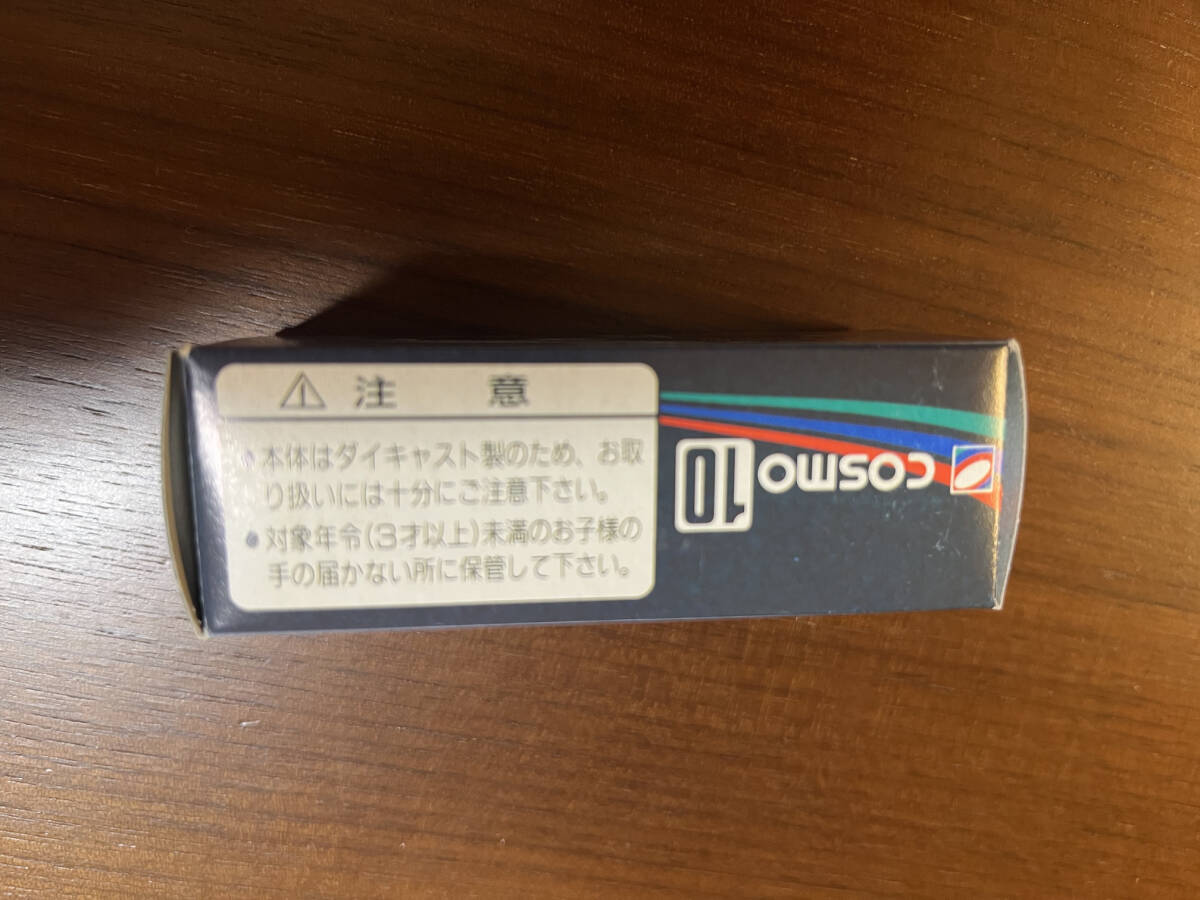 ⚠ 注 意
● 本体はダイキャスト製のため、お取
り扱いには十分にご注意下さい。
● 対象年令(3才以上)未満のお子様の
手の届かない所に保管して下さい。
COSMO
10